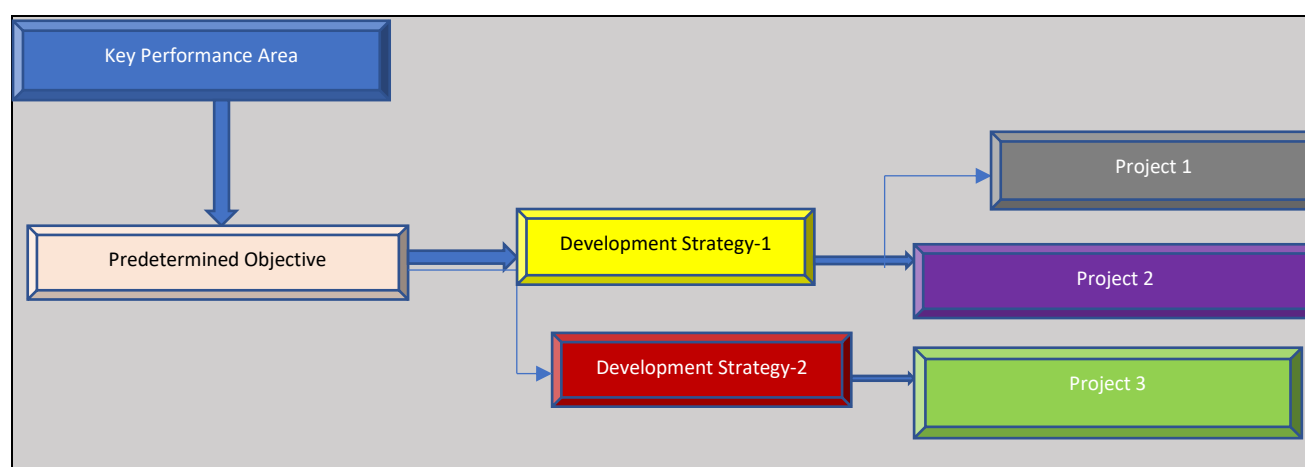 Key Performance Area
Project 1
Predetermined Objective
Development Strategy-1
Project 2
Development Strategy-2
Project 3